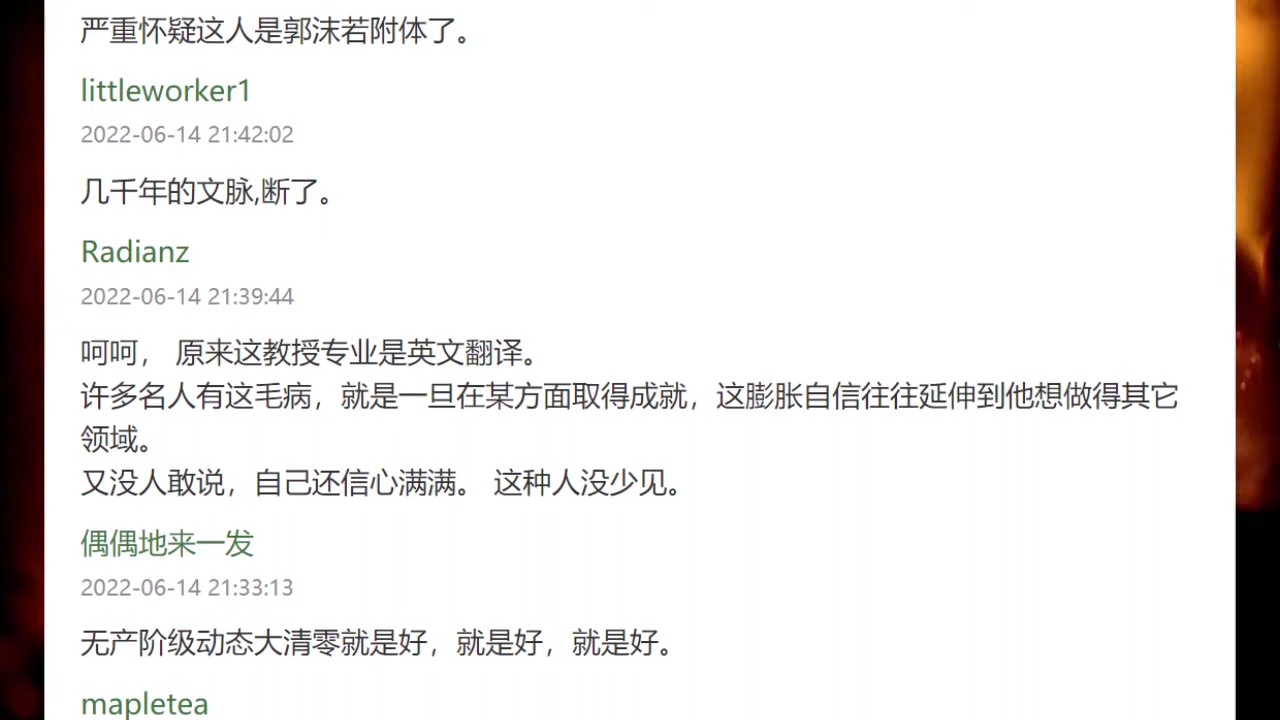 严重怀疑这人是郭沫若附体了。
littleworker1
2022-06-14 21:42:02
几千年的文脉,断了。
Radianz
2022-06-14 21:39:44
呵呵， 原来这教授专业是英文翻译。
许多名人有这毛病，就是一旦在某方面取得成就，这膨胀自信往往延伸到他想做得其它
领域。
又没人敢说，自己还信心满满。 这种人没少见。
偶偶地来一发
2022-06-14 21:33:13
无产阶级动态大清零就是好，就是好，就是好。
mapletea